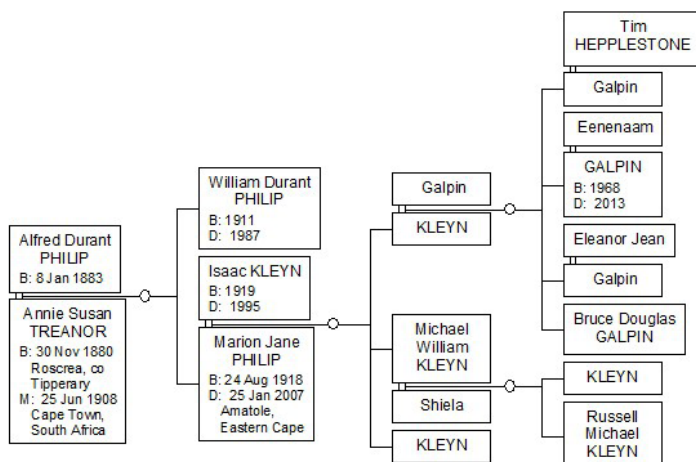 Alfred Durant
PHILIP
B: 8 Jan 1883
Annie Susan
TREANOR
B: 30 Nov 1880
Roscrea, co
Tipperary
M: 25 Jun 1908
Cape Town,
South Africa
William Durant
PHILIP
B: 1911
D: 1987
Isaac KLEYN
B: 1919
D: 1995
Marion Jane
PHILIP
B: 24 Aug 1918
D: 25 Jan 2007
Amatole,
Eastern Cape
Galpin
KLEYN
Michael
William
KLEYN
Shiela
KLEYN
Tim
HEPPLESTONE
Galpin
Eenenaam
GALPIN
B: 1968
D: 2013
Eleanor Jean
Galpin
Bruce Douglas
GALPIN
KLEYN
Russell
Michael
KLEYN